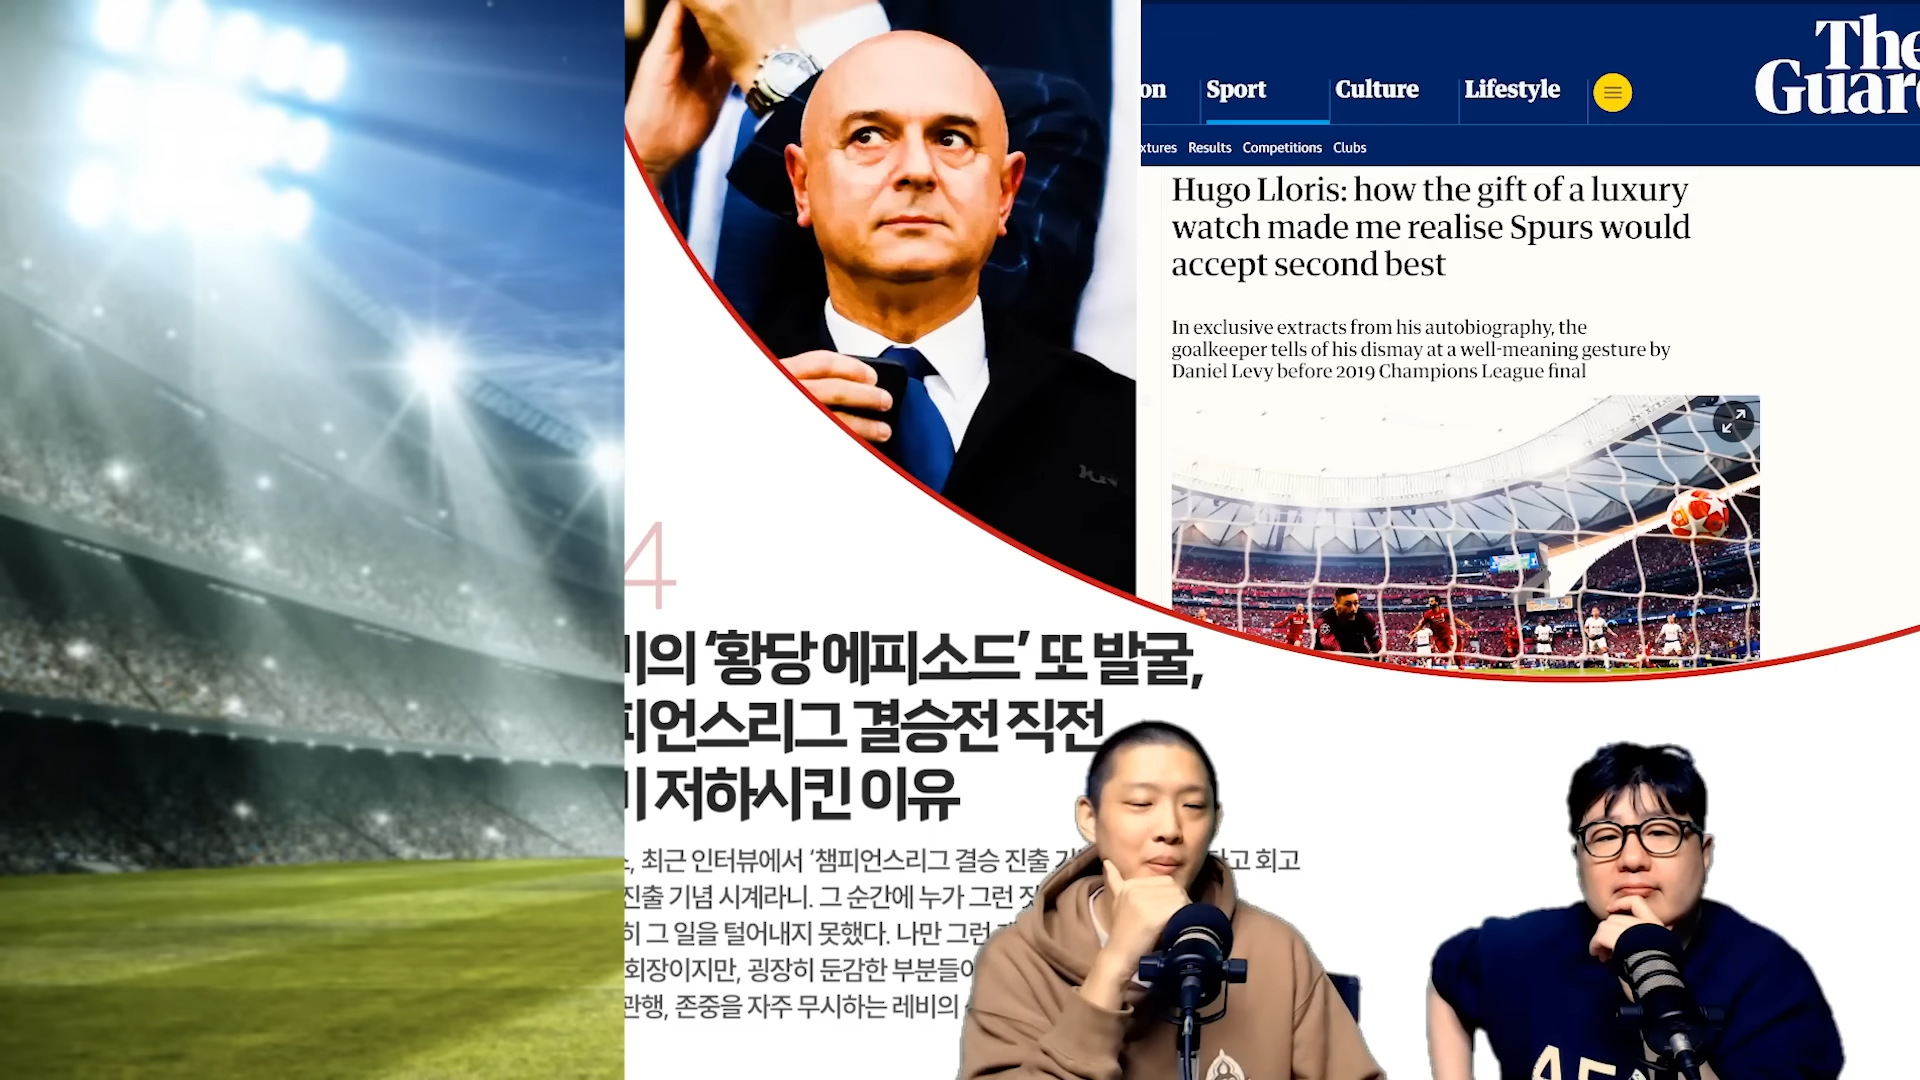 on Sport Culture Lifestyle
The
Guar
xtures Results Competitions Clubs
Hugo Lloris: how the gift of a luxury
watch made me realise Spurs would
accept second best
In exclusive extracts from his autobiography, the
goalkeeper tells of his dismay at a well-meaning gesture by
Daniel Levy before 2019 Champions League final
4
비의 ‘황당 에피소드’ 또 발굴,
피언스리그 결승전 직전
저하시킨 이유
최근 인터뷰에서 ‘챔피언스리그 결승 진출 고 회고
진출 기념 시계라니. 그 순간에 누가 그런 짓
히 그 일을 털어내지 못했다. 나만 그런
회장이지만, 굉장히 둔감한 부분들이
관행, 존중을 자주 무시하는 레비의